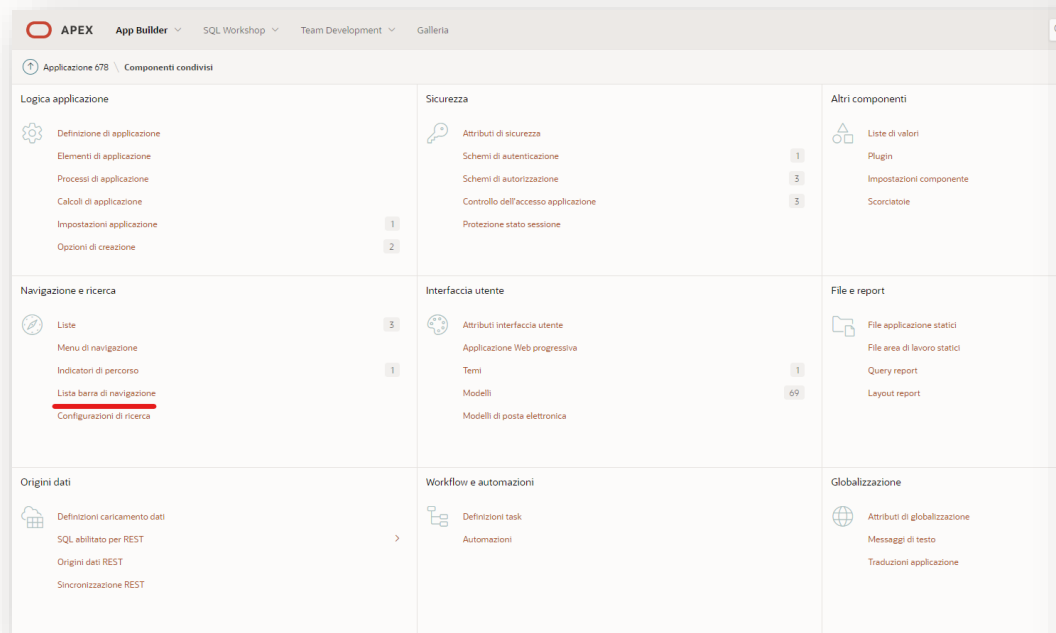 APEX App Builder SQL Workshop Team Development Galleria
Applicazione 678 \ Componenti condivisi
Logica applicazione
Definizione di applicazione
Elementi di applicazione
Processi di applicazione
Calcoli di applicazione
Impostazioni applicazione 1
Opzioni di creazione 2
Sicurezza
Attributi di sicurezza
Schemi di autenticazione 1
Schemi di autorizzazione 3
Controllo dell'accesso applicazione 3
Protezione stato sessione
Altri componenti
Liste di valori
Plugin
Impostazioni componente
Scorciatoie
Navigazione e ricerca
Liste 3
Menu di navigazione
Indicatori di percorso 1
Lista barra di navigazione
Configurazioni di ricerca
Interfaccia utente
Attributi interfaccia utente
Applicazione Web progressiva
Temi 1
Modelli 69
Modelli di posta elettronica
File e report
File applicazione statici
File area di lavoro statici
Query report
Layout report
Origini dati
Definizioni caricamento dati
SQL abilitato per REST
Origini dati REST
Sincronizzazione REST
Workflow e automazioni
Definizioni task
Automazioni
Globalizzazione
Attributi di globalizzazione
Messaggi di testo
Traduzioni applicazione